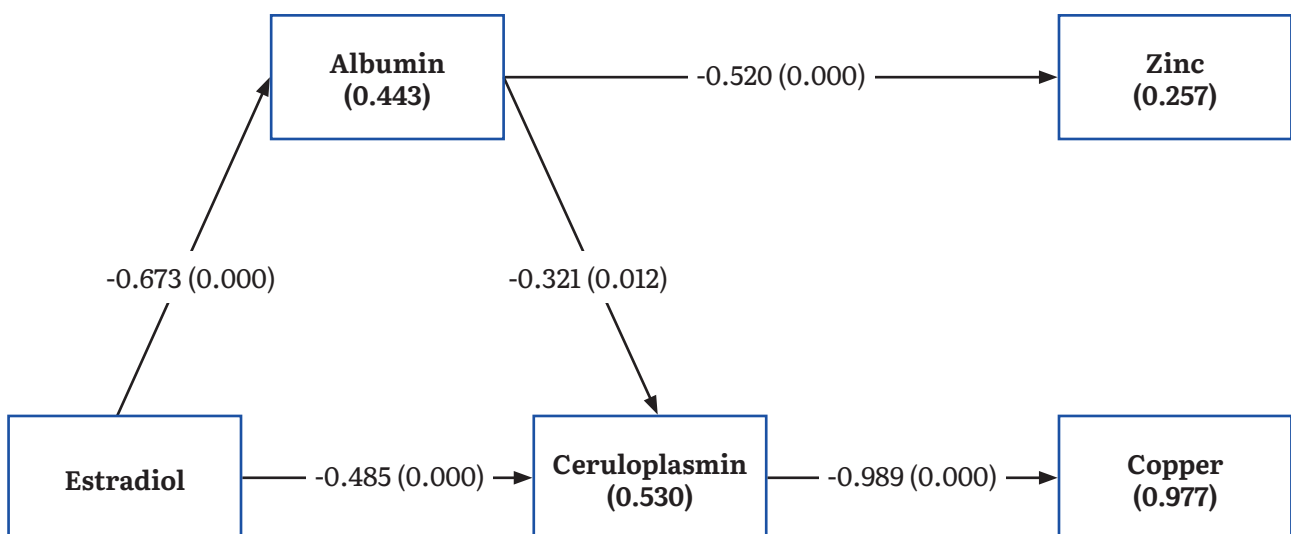 Albumin
(0.443)
-0.520 (0.000)
Zinc
(0.257)
-0.673 (0.000)
-0.321 (0.012)
Estradiol
-0.485 (0.000)
Ceruloplasmin
(0.530)
-0.989 (0.000)
Copper
(0.977)